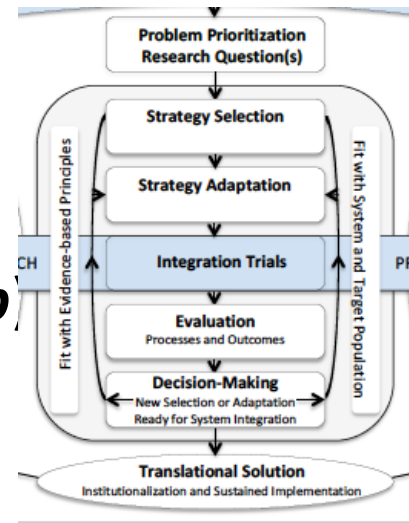 Problem Prioritization
Research Question(s)
Strategy Selection
Fit with Evidence-based Principles
Fit with System and Target Population
Strategy Adaptation
CH
Integration Trials
PR
Evaluation
Processes and Outcomes
Decision-Making
New Selection or Adaptation
Ready for System Integration
Translational Solution
Institutionalization and Sustained Implementation